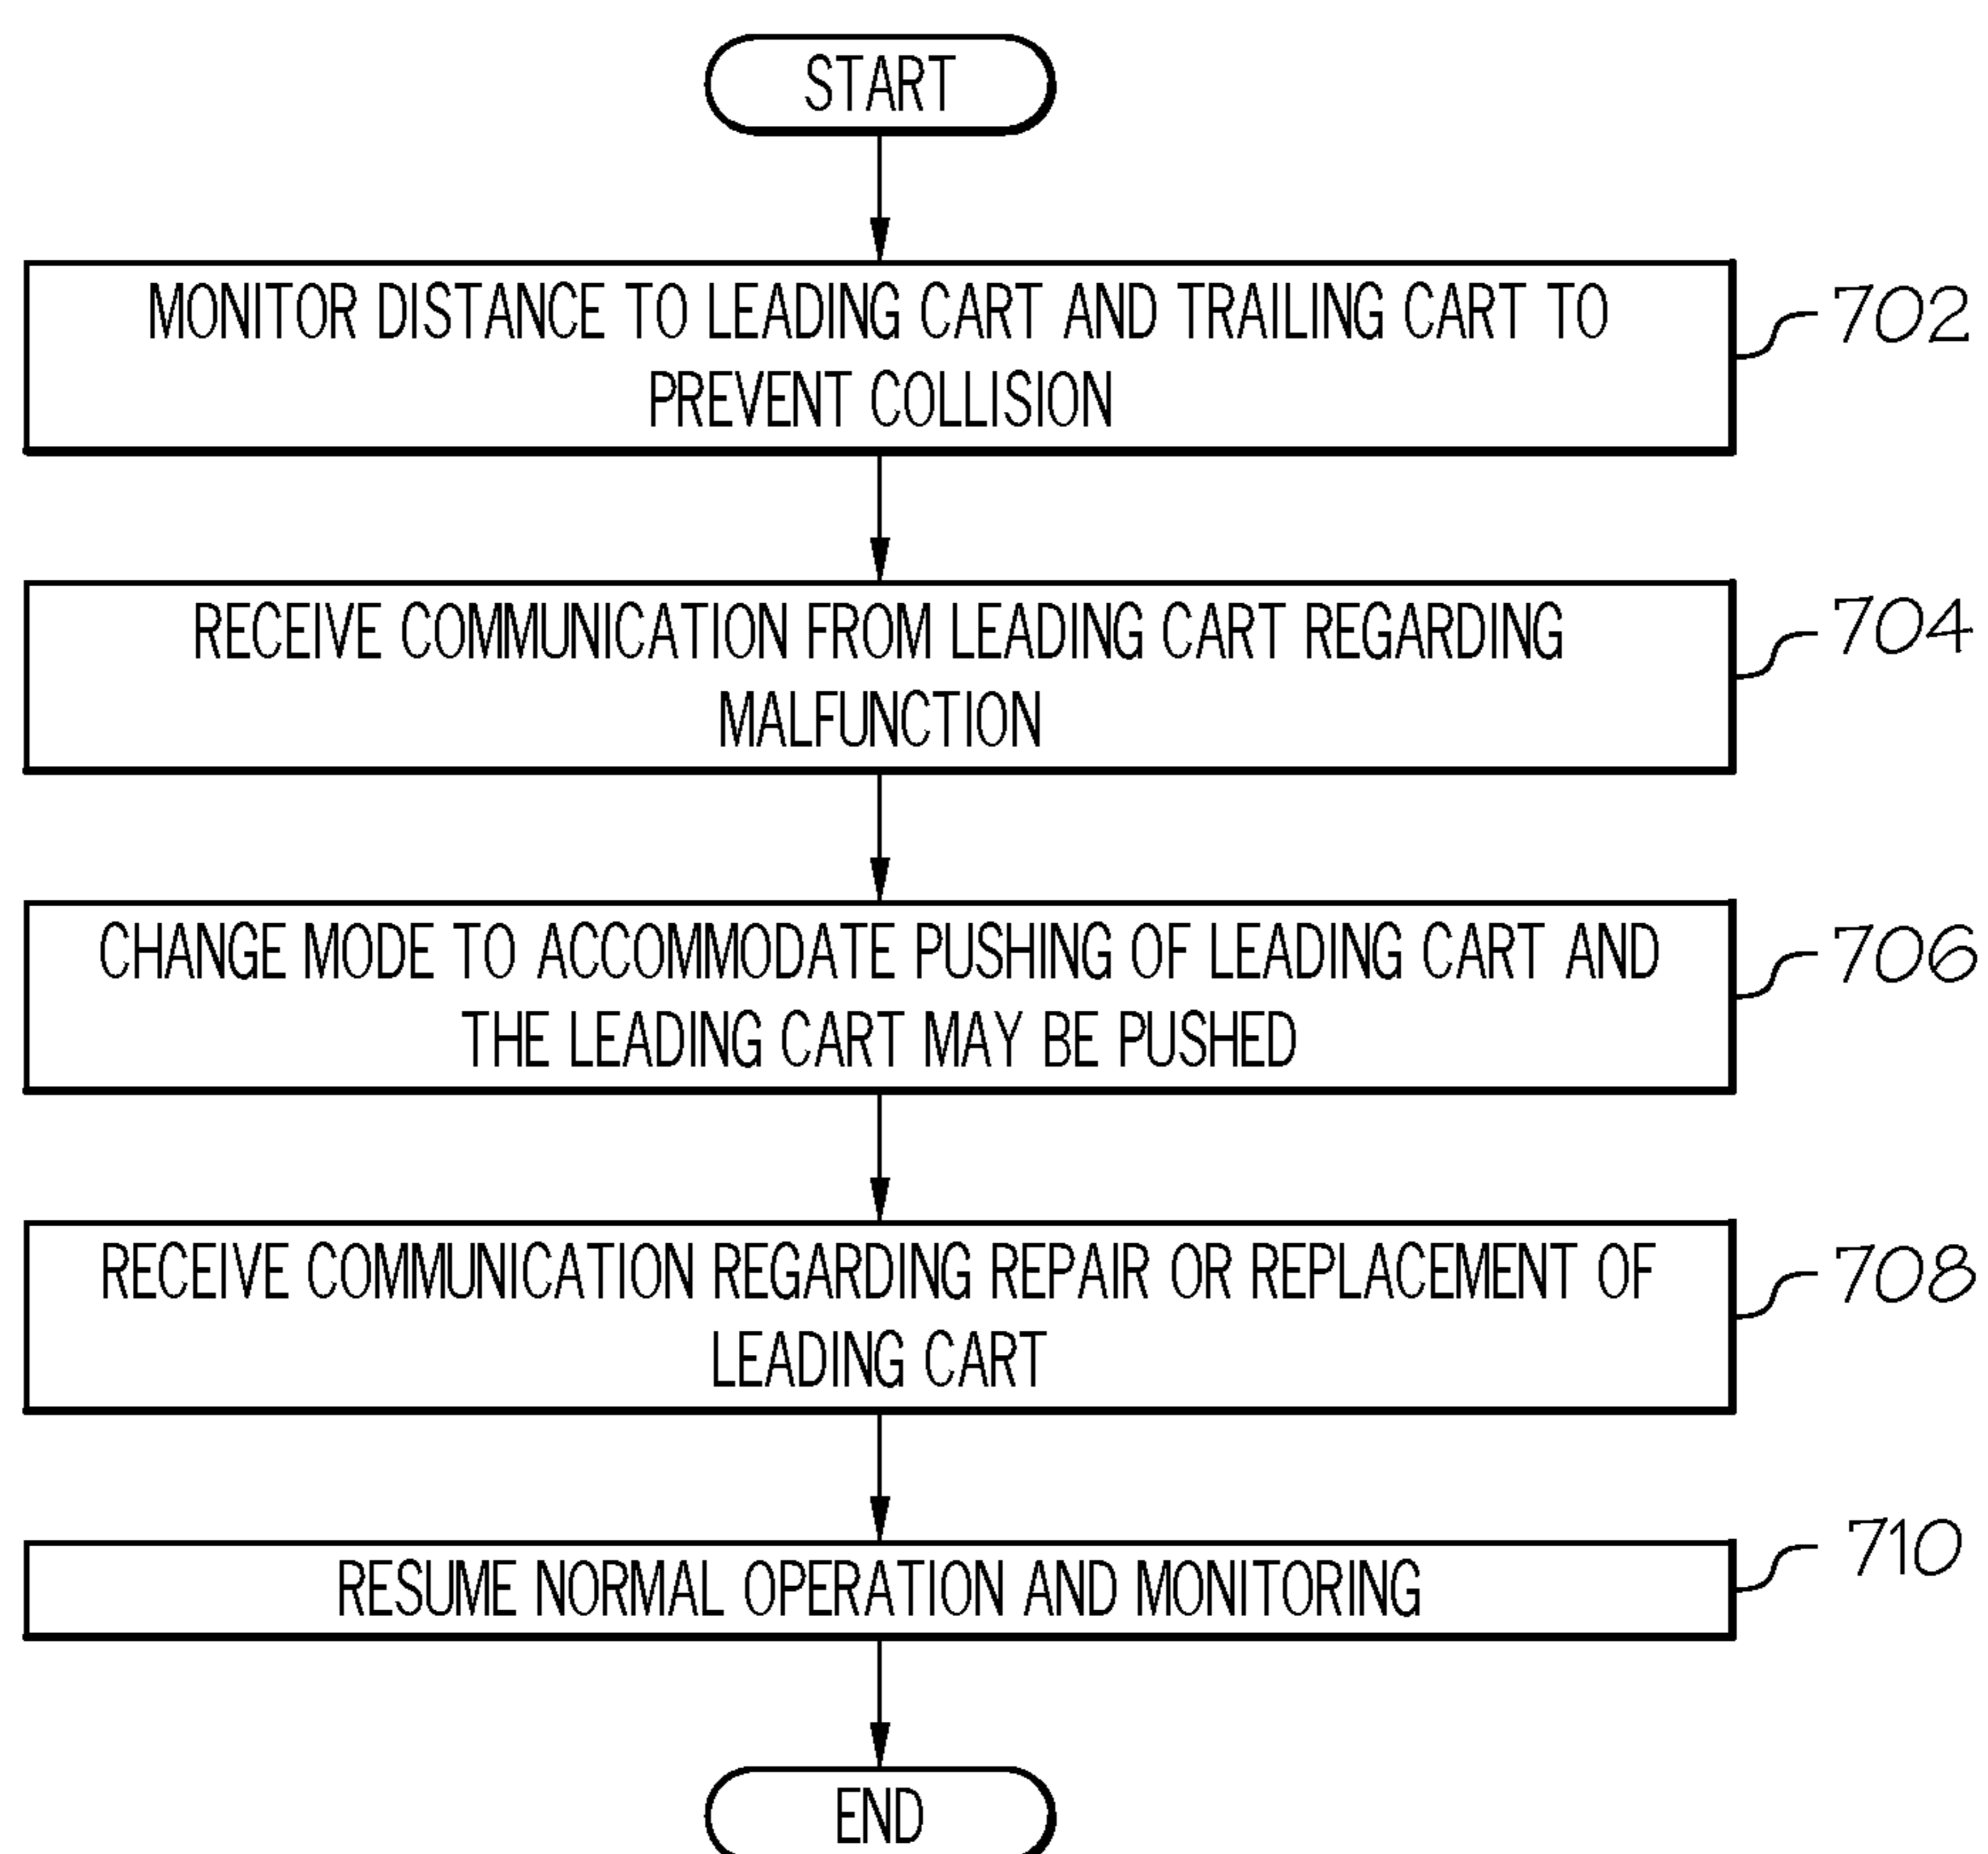 START
MONITOR DISTANCE TO LEADING CART AND TRAILING CART TO
PREVENT COLLISION
702
RECEIVE COMMUNICATION FROM LEADING CART REGARDING
MALFUNCTION
704
CHANGE MODE TO ACCOMMODATE PUSHING OF LEADING CART AND
THE LEADING CART MAY BE PUSHED
706
RECEIVE COMMUNICATION REGARDING REPAIR OR REPLACEMENT OF
LEADING CART
708
RESUME NORMAL OPERATION AND MONITORING
710
END